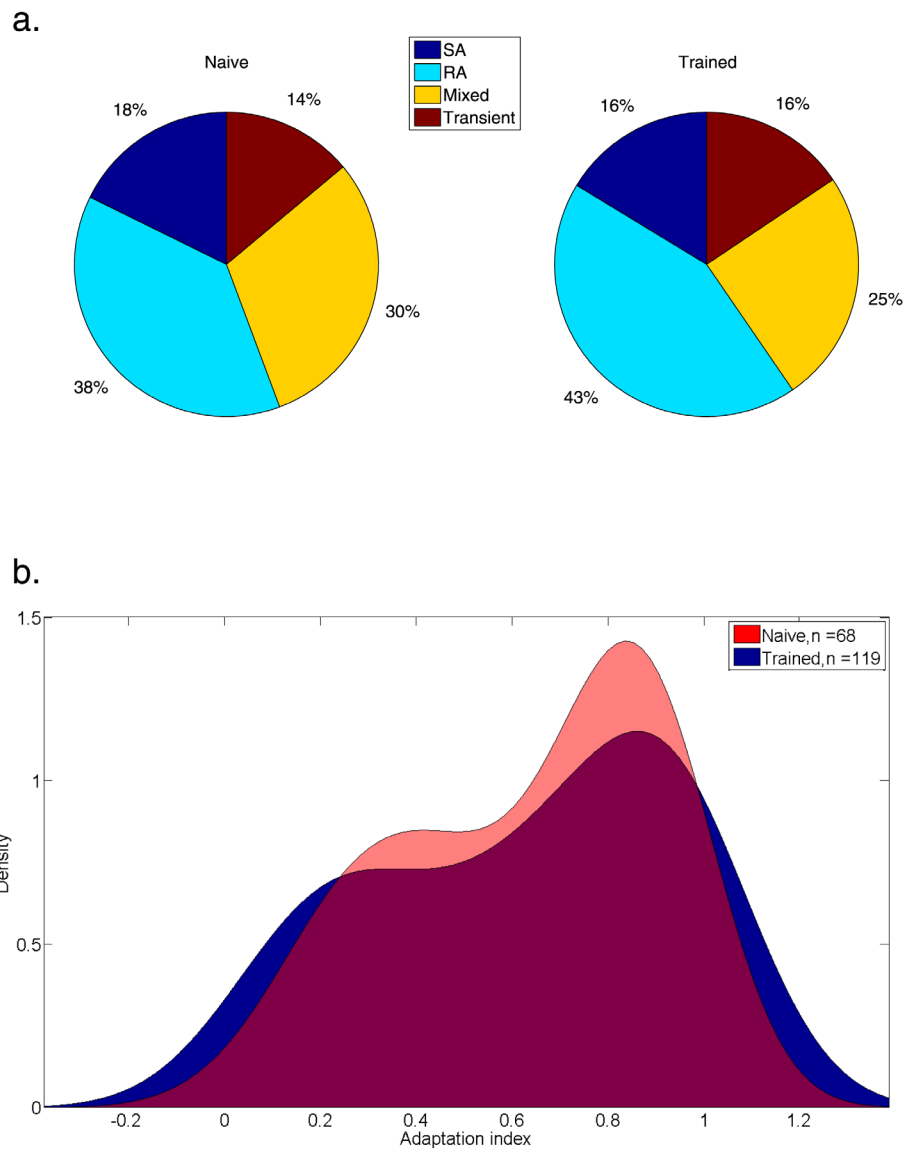 a.
Naive
SA
RA
Mixed
Transient
Trained
18%
14%
30%
38%
16%
16%
25%
43%
b.
1.5
1
0.5
0
Density
Naive,n =68
Trained,n =119
-0.2
0
0.2
0.4
0.6
0.8
1
1.2
Adaptation index